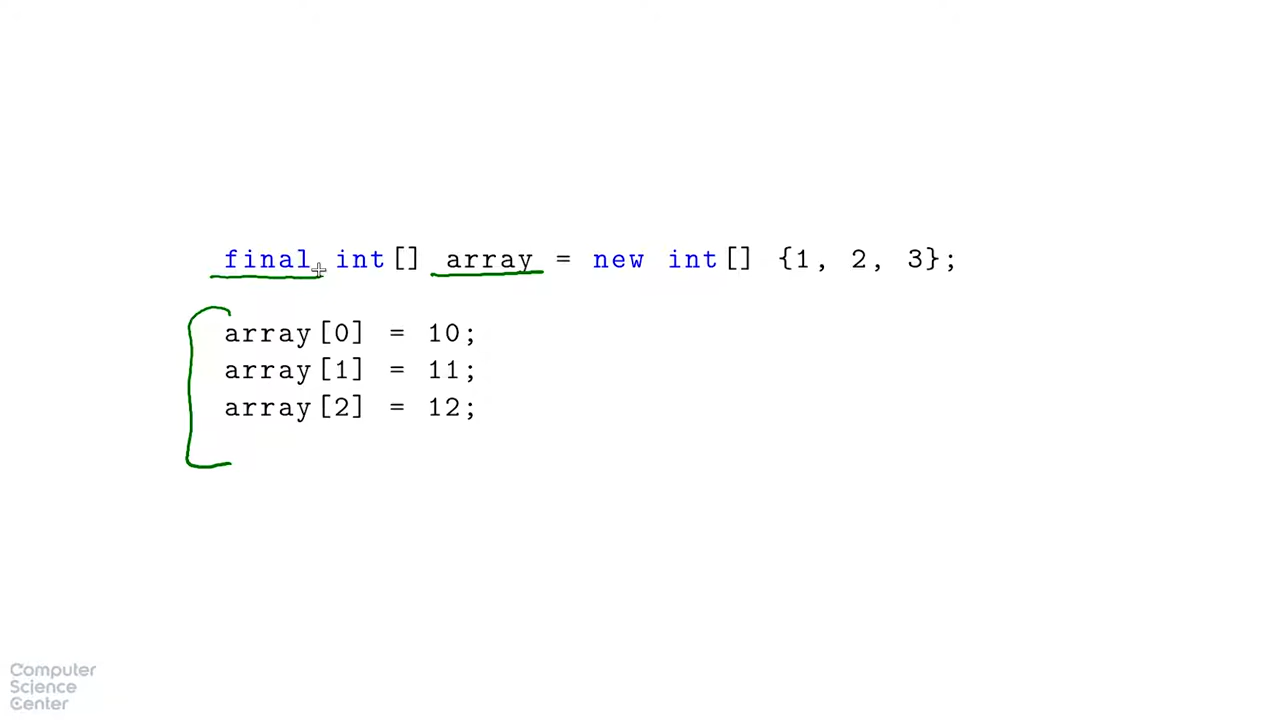 final int[] array = new int[] {1, 2, 3};
array[0] = 10;
array[1] = 11;
array[2] = 12;
Computer
Science
Center